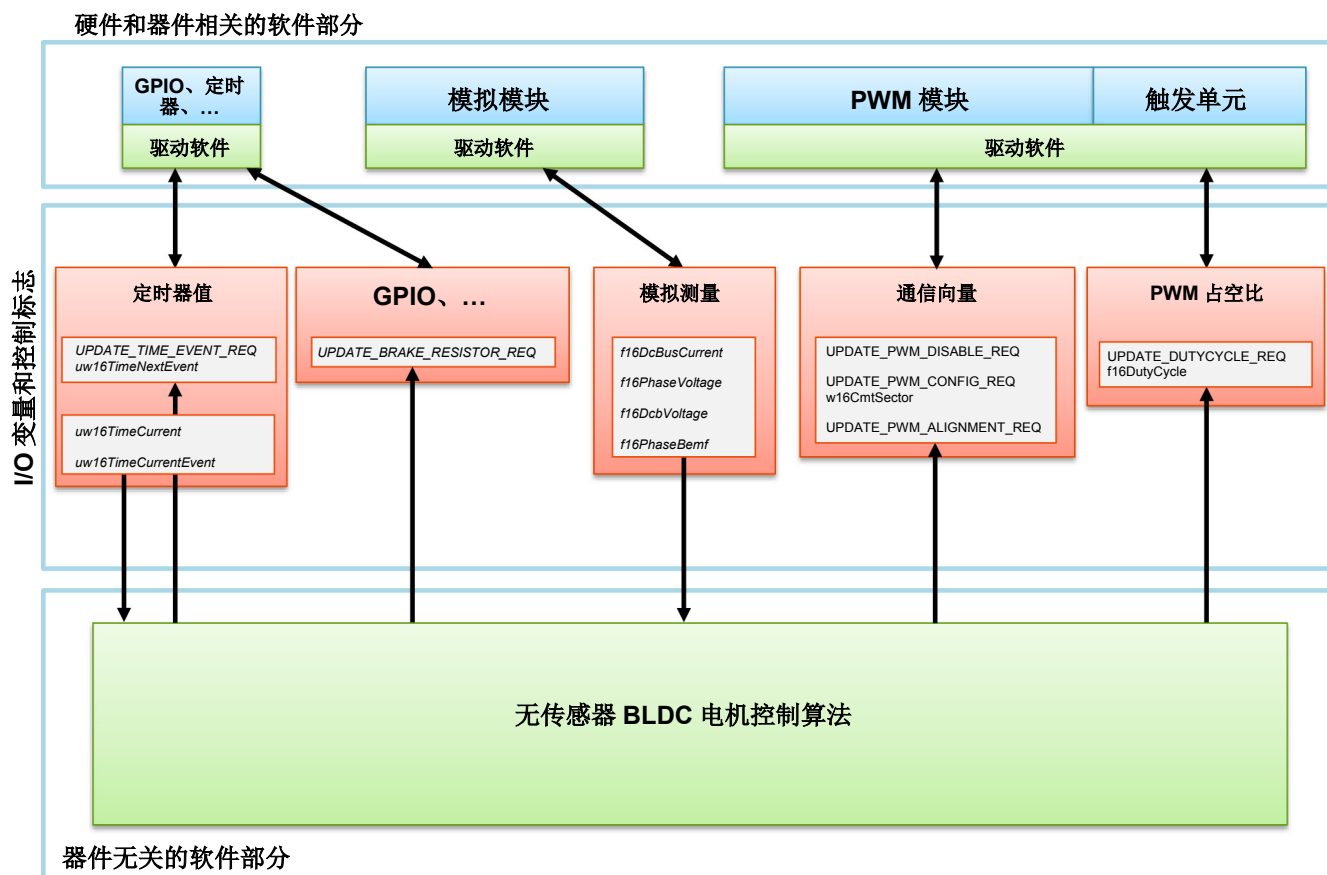 硬件和器件相关的软件部分
GPIO、定时
器、…
驱动软件
模拟模块
驱动软件
PWM 模块
触发单元
驱动软件
I/O 变量和控制标志
定时器值
UPDATE_TIME_EVENT_REQ
uw16TimeNextEvent
uw16TimeCurrent
uw16TimeCurrentEvent
GPIO、…
UPDATE_BRAKE_RESISTOR_REQ
模拟测量
f16DcBusCurrent
f16PhaseVoltage
f16DcbVoltage
f16PhaseBemf
通信向量
UPDATE_PWM_DISABLE_REQ
UPDATE_PWM_CONFIG_REQ
w16CmtSector
UPDATE_PWM_ALIGNMENT_REQ
PWM 占空比
UPDATE_DUTYCYCLE_REQ
f16DutyCycle
无传感器 BLDC 电机控制算法
器件无关的软件部分